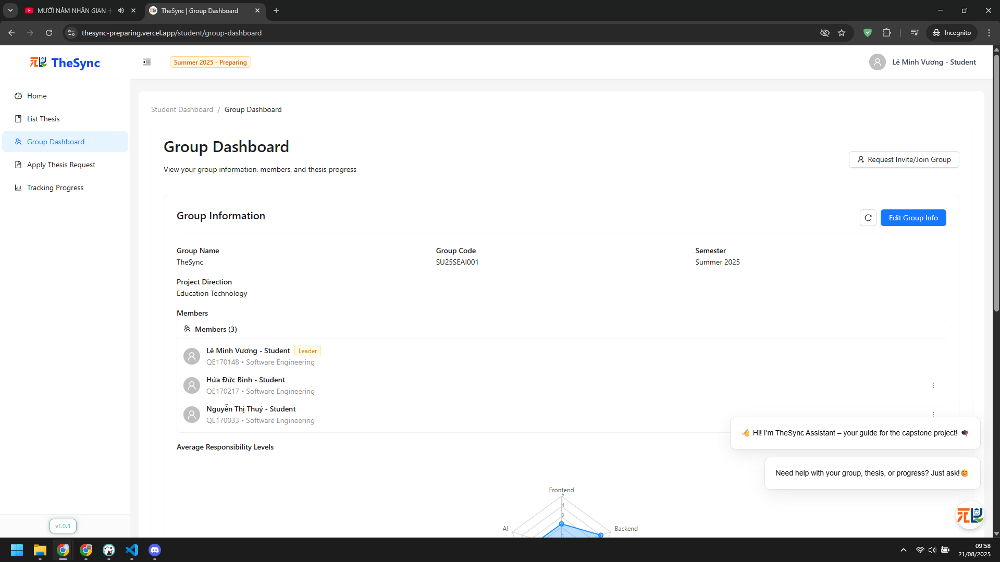 MƯỜI NĂM NHÂN GIAN
TheSync | Group Dashboard
thesync-preparing.vercel.app/student/group-dashboard
Incognito
TheSync
Summer 2025 - Preparing
Lê Minh Vương - Student
Home
List Thesis
Group Dashboard
Apply Thesis Request
Tracking Progress
v1.0.3
Student Dashboard / Group Dashboard
Group Dashboard
View your group information, members, and thesis progress
Request Invite/Join Group
Group Information
Edit Group Info
Group Name
TheSync
Group Code
SU25SEAI001
Semester
Summer 2025
Project Direction
Education Technology
Members
Members (3)
Lê Minh Vương - Student Leader
QE170148 • Software Engineering
Hứa Đức Bình - Student
QE170217 • Software Engineering
Nguyễn Thị Thuý - Student
QE170033 • Software Engineering
👋 Hi! I'm TheSync Assistant – your guide for the capstone project! 🎓
Need help with your group, thesis, or progress? Just ask!😊
Average Responsibility Levels
Frontend
5
4
3
2
1
AI
Backend
09:58
21/08/2025